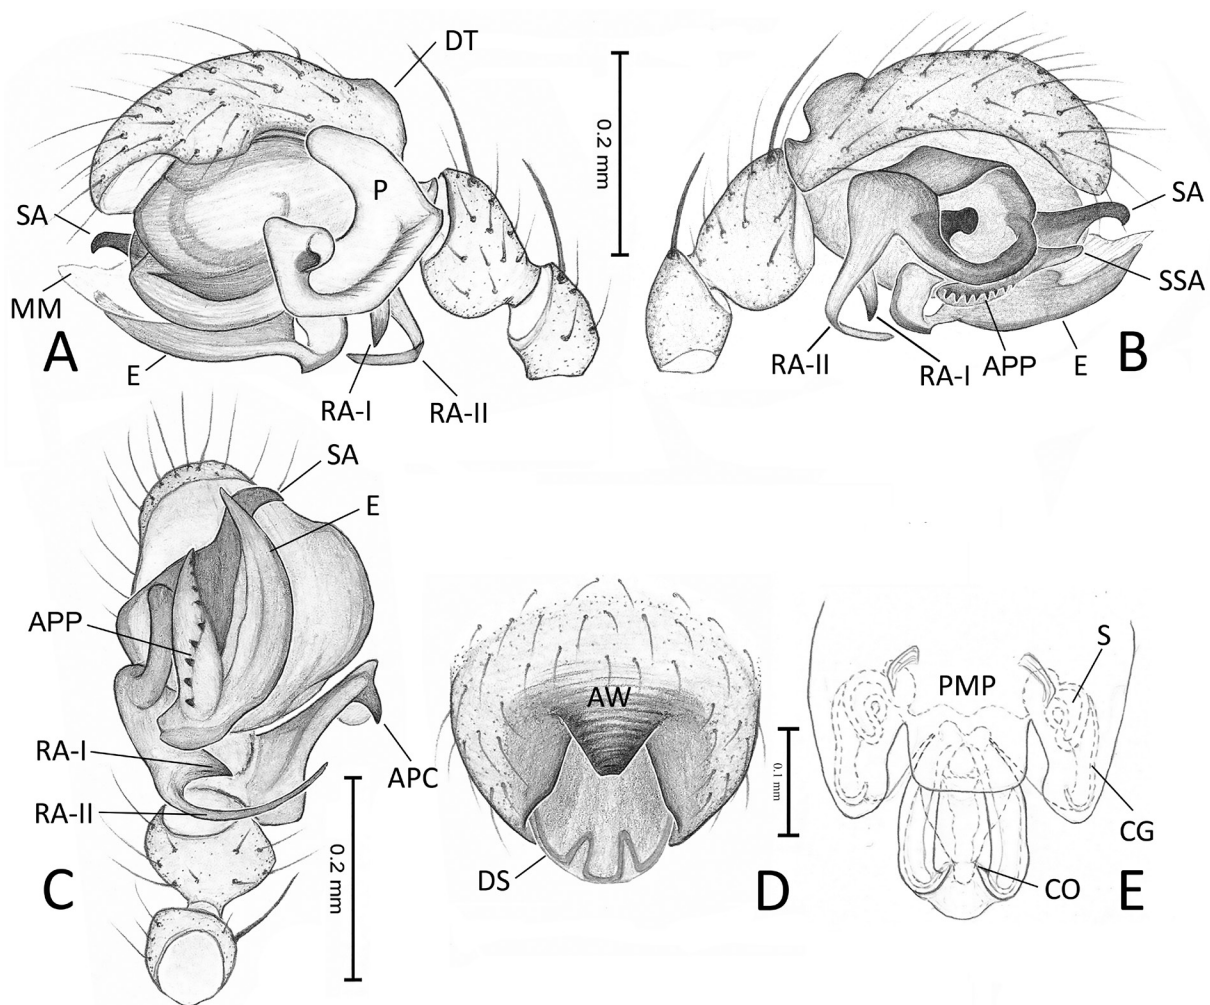 DT
0.2 mm
P
SA
MM
A
E
RA-I
RA-II
SA
SSA
B
RA-II
RA-I
APP
E
SA
E
APP
RA-I
APC
RA-II
C
0.2 mm
AW
DS
D
0.1 mm
S
PMP
CG
CO
E